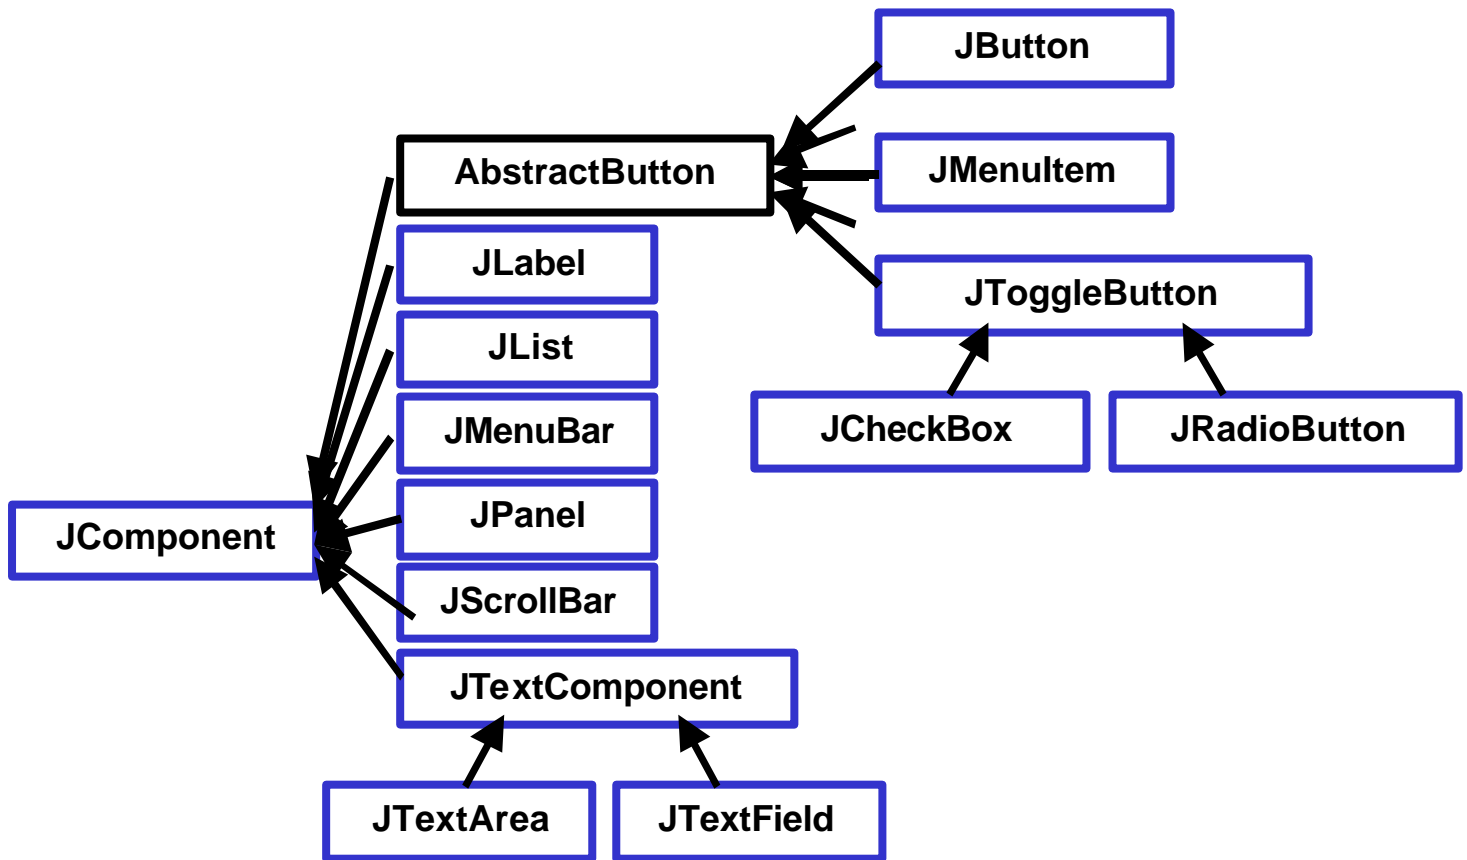 JButton
AbstractButton
JMenuItem
JLabel
JToggleButton
JList
JMenuBar
JCheckBox
JRadioButton
JPanel
JComponent
JScrollBar
JTextComponent
JTextArea
JTextField